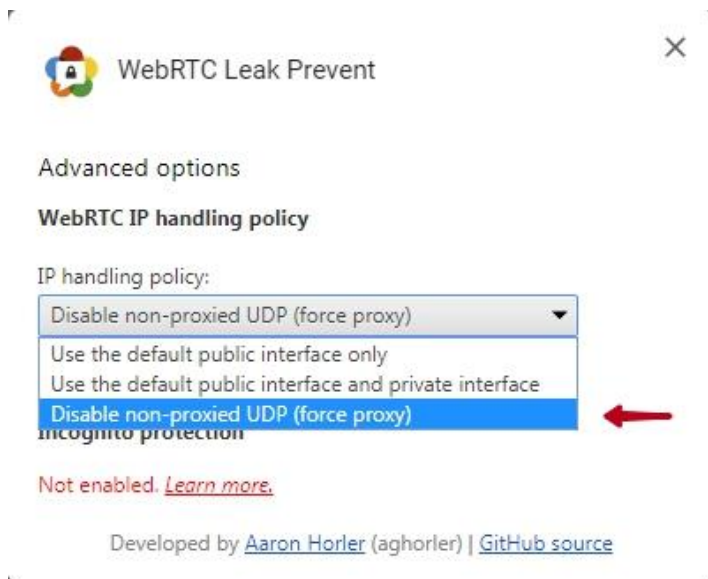 WebRTC Leak Prevent
Advanced options
WebRTC IP handling policy
IP handling policy:
Disable non-proxied UDP (force proxy)
Use the default public interface only
Use the default public interface and private interface
Disable non-proxied UDP (force proxy)
Incognito protection
Not enabled. Learn more.
Developed by Aaron Horler (aghorler) | GitHub source